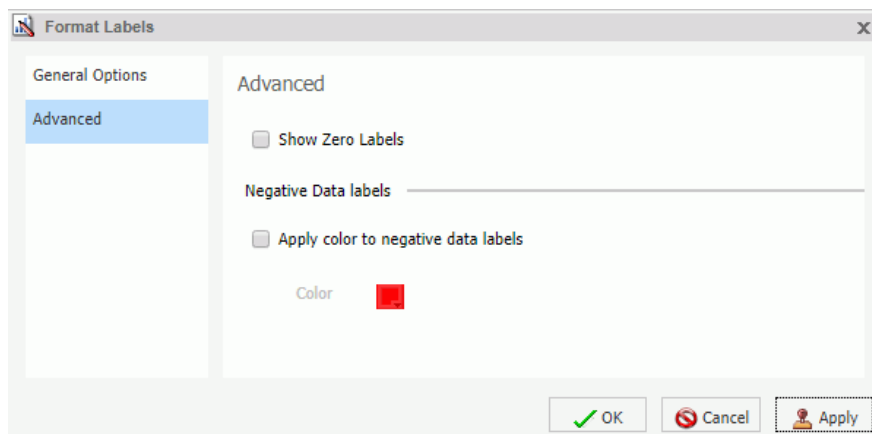 Format Labels
x
General Options
Advanced
Advanced
Show Zero Labels
Negative Data labels
Apply color to negative data labels
Color
OK
Cancel
Apply